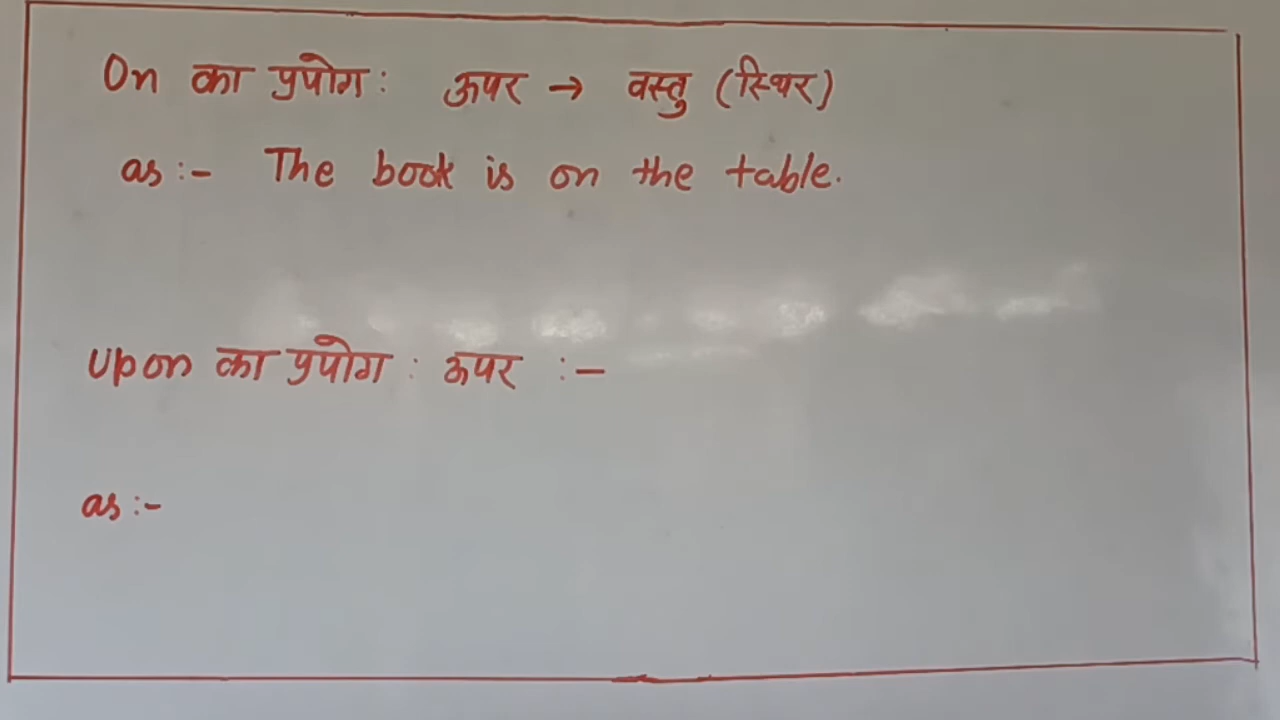 On का प्रयोग: ऊपर → वस्तु (स्थिर)
as :- The book is on the table.
Upon का प्रयोग : ऊपर :-
as :-